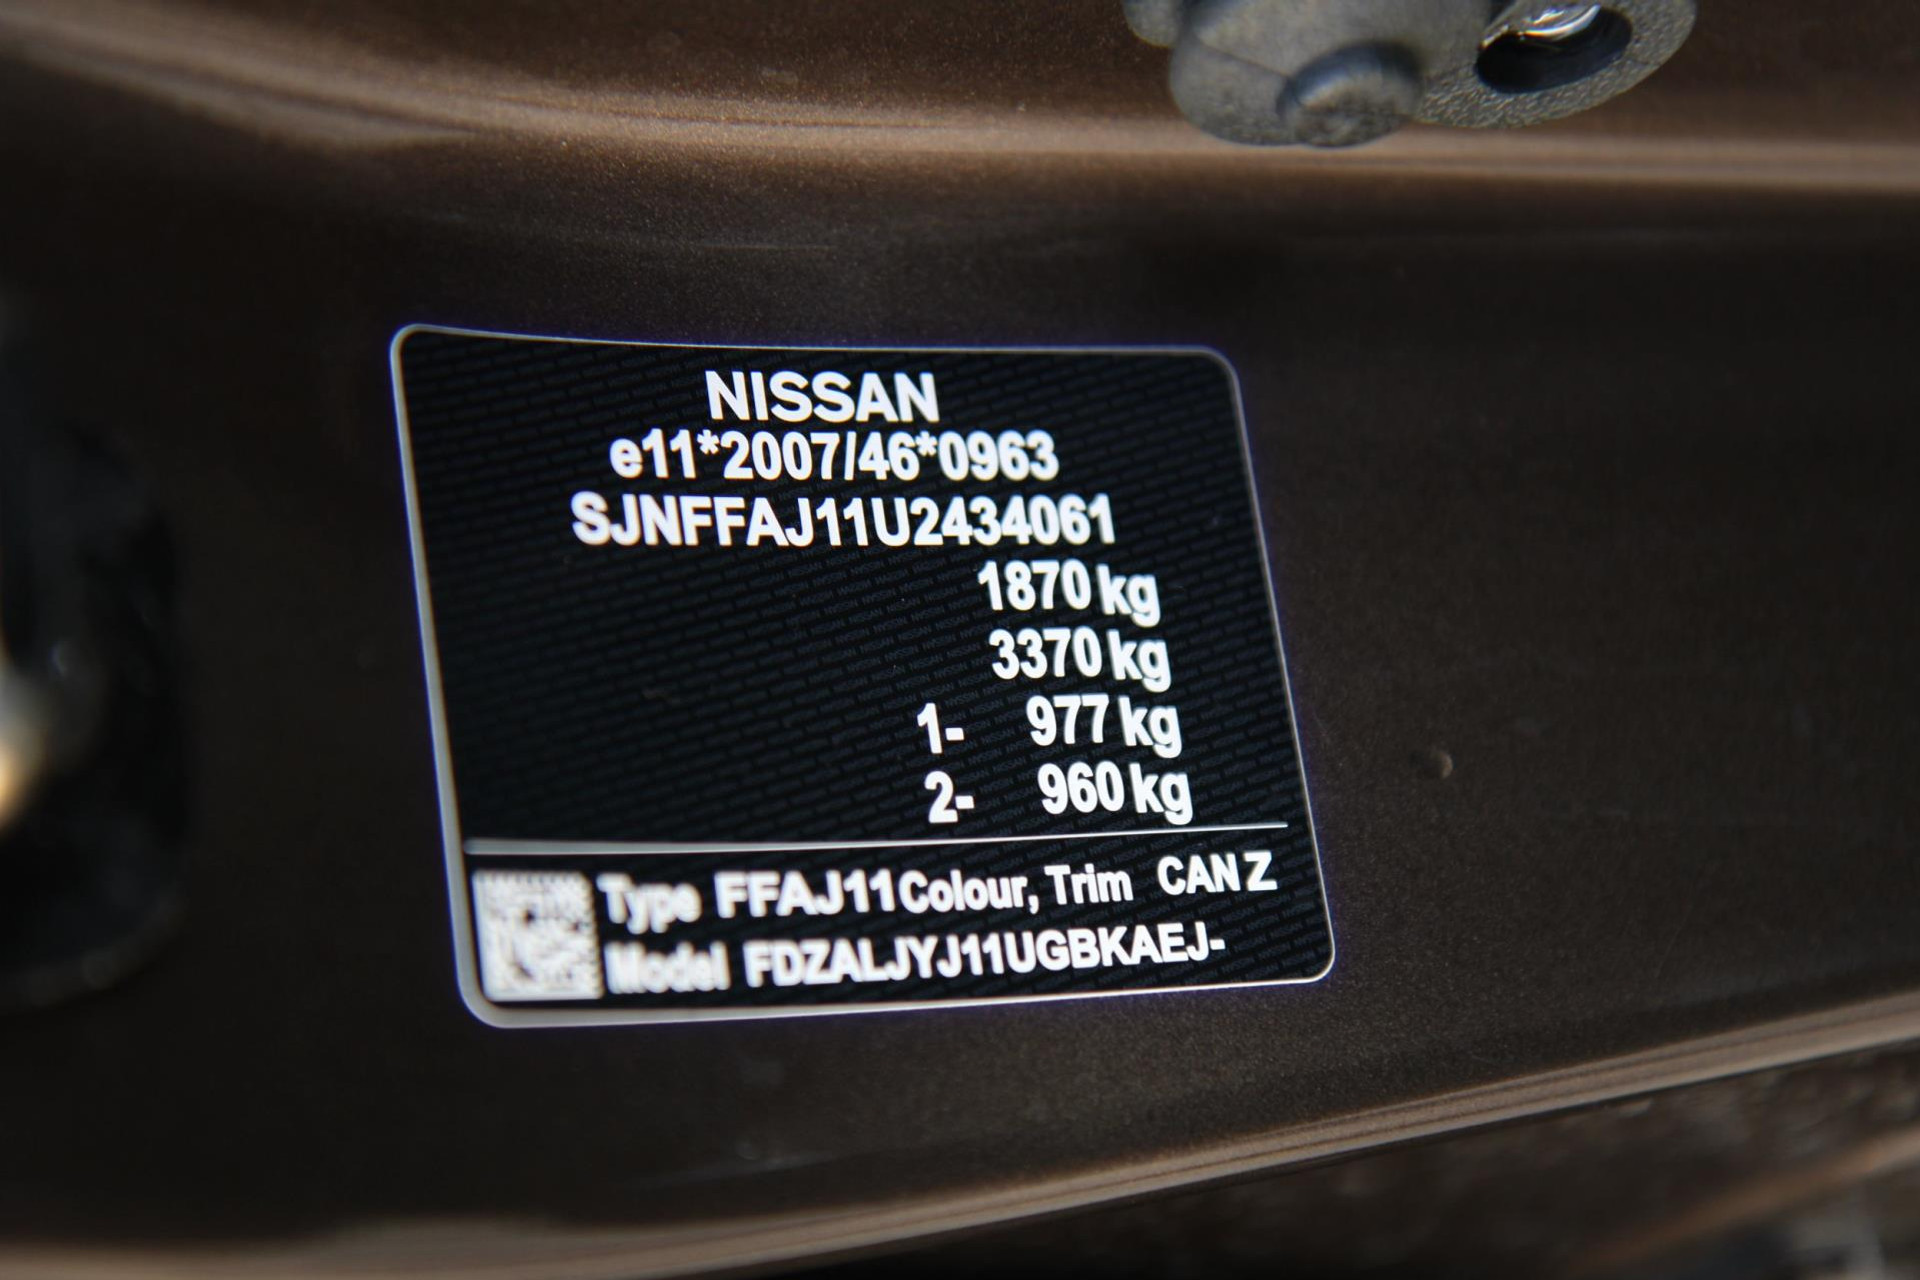 NISSAN
e11*2007/46*0963
SJNFFAJ11U2434061
1870 kg
3370 kg
1- 977 kg
2- 960 kg
Type FFAJ11 Colour, Trim CAN Z
Model FDZALJYJ11UGBKAEJ-